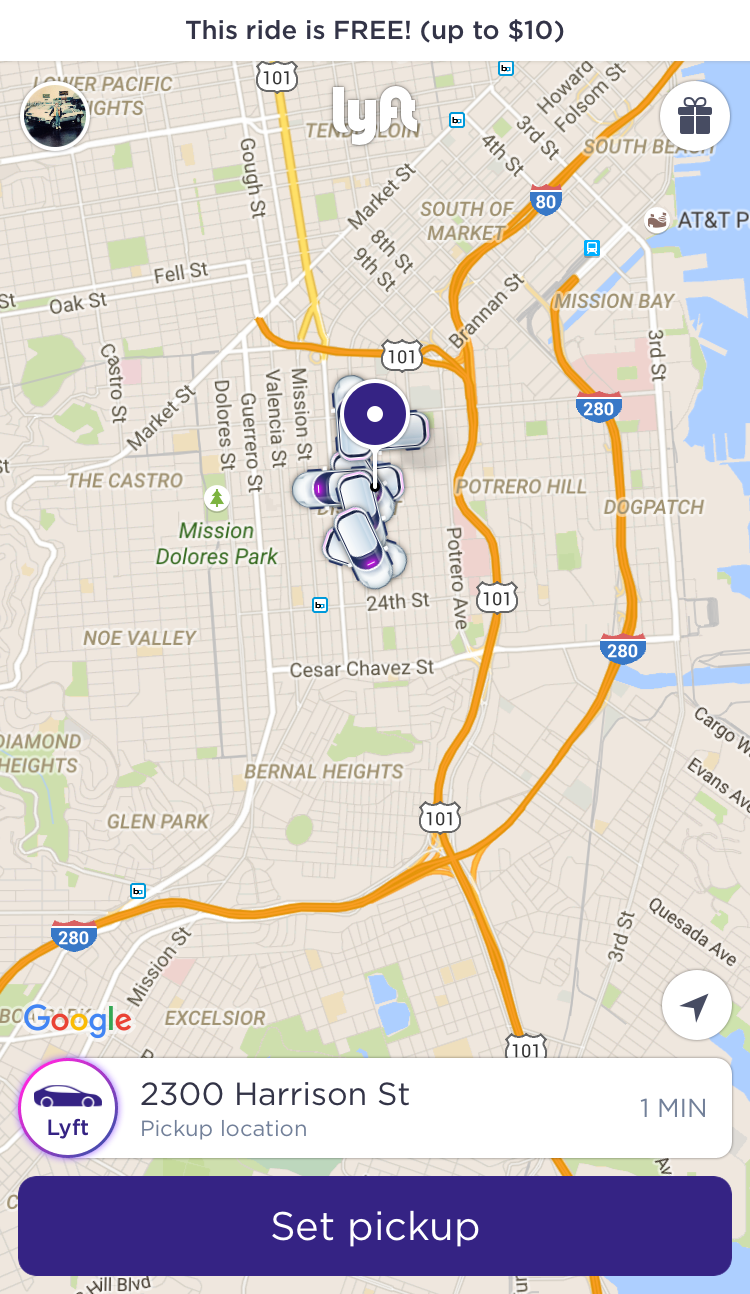 This ride is FREE! (up to $10)
LOWER PACIFIC
HEIGHTS
101
lyft
TENDERLOIN
Howard
Folsom St
3rd St
4th St
SOUTH BEACH
Gough St
Market St
80
SOUTH OF
MARKET
AT&T P
8th St
9th St
Fell St
St
Oak St
Brannan St
MISSION BAY
101
3rd St
Castro St
Market St
Dolores St
Guerrero St
Valencia St
Mission St
280
St
THE CASTRO
POTRERO HILL
DOGPATCH
Mission
Dolores Park
Potrero Ave
24th St
101
NOE VALLEY
280
Cesar Chavez St
Cargo W
DIAMOND
HEIGHTS
BERNAL HEIGHTS
Evans Ave
GLEN PARK
101
280
Mission St
3rd St
Quesada Ave
Google
EXCELSIOR
101
Lyft
2300 Harrison St
Pickup location
1 MIN
Av
Set pickup
Hill Blvd